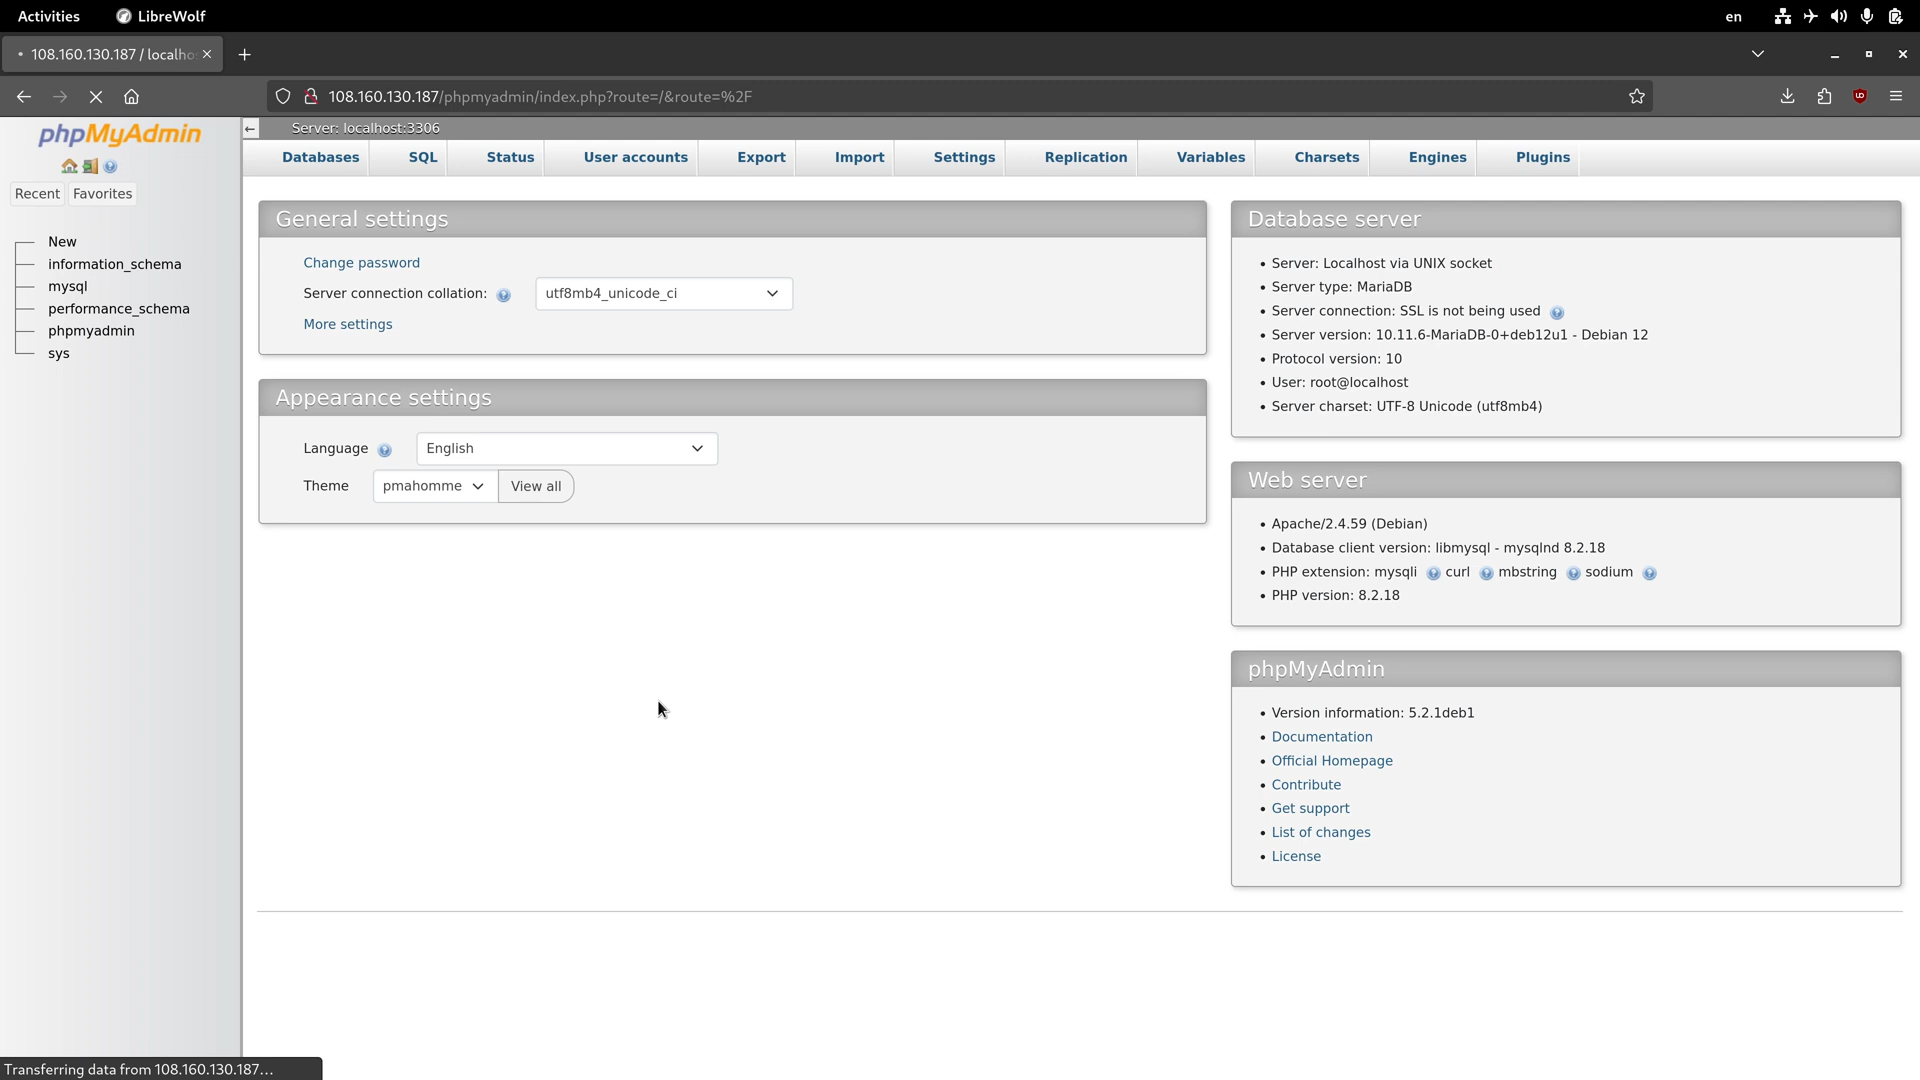 Activities
LibreWolf
en
108.160.130.187 / localho
108.160.130.187/phpmyadmin/index.php?route=/&route=%2F
phpMyAdmin
Recent
Favorites
New
information_schema
mysql
performance_schema
phpmyadmin
sys
Server: localhost:3306
Databases
SQL
Status
User accounts
Export
Import
Settings
Replication
Variables
Charsets
Engines
Plugins
General settings
Change password
Server connection collation:
utf8mb4_unicode_ci
More settings
Appearance settings
Language
English
Theme
pmahomme
View all
Database server
Server: Localhost via UNIX socket
Server type: MariaDB
Server connection: SSL is not being used
Server version: 10.11.6-MariaDB-0+deb12u1 - Debian 12
Protocol version: 10
User: root@localhost
Server charset: UTF-8 Unicode (utf8mb4)
Web server
Apache/2.4.59 (Debian)
Database client version: libmysql - mysqlnd 8.2.18
PHP extension: mysqli curl mbstring sodium
PHP version: 8.2.18
phpMyAdmin
Version information: 5.2.1deb1
Documentation
Official Homepage
Contribute
Get support
List of changes
License
Transferring data from 108.160.130.187...